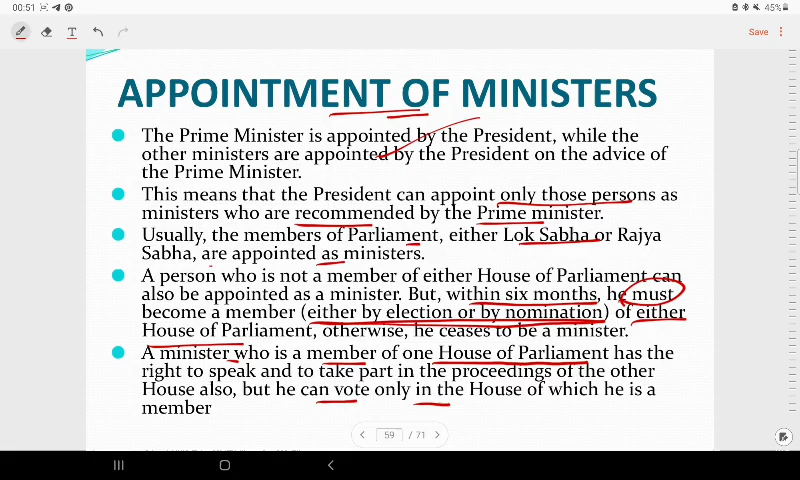 00:51
45%
T
Save
APPOINTMENT OF MINISTERS
The Prime Minister is appointed by the President, while the
other ministers are appointed by the President on the advice of
the Prime Minister.
This means that the President can appoint only those persons as
ministers who are recommended by the Prime minister.
Usually, the members of Parliament, either Lok Sabha or Rajya
Sabha, are appointed as ministers.
A person who is not a member of either House of Parliament can
also be appointed as a minister. But, within six months, he must
become a member (either by election or by nomination) of either
House of Parliament, otherwise, he ceases to be a minister.
A minister who is a member of one House of Parliament has the
right to speak and to take part in the proceedings of the other
House also, but he can vote only in the House of which he is a
member
59 / 71